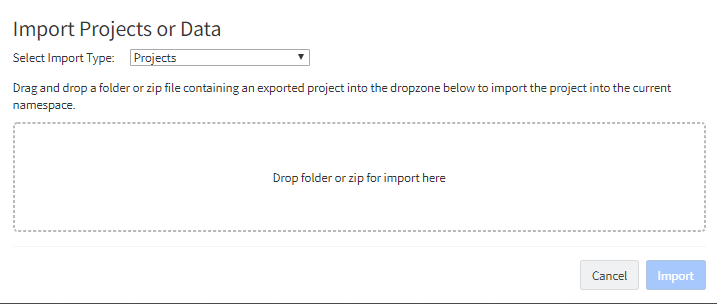 Import Projects or Data
Select Import Type: Projects
Drag and drop a folder or zip file containing an exported project into the dropzone below to import the project into the current
namespace.
Drop folder or zip for import here
Cancel Import